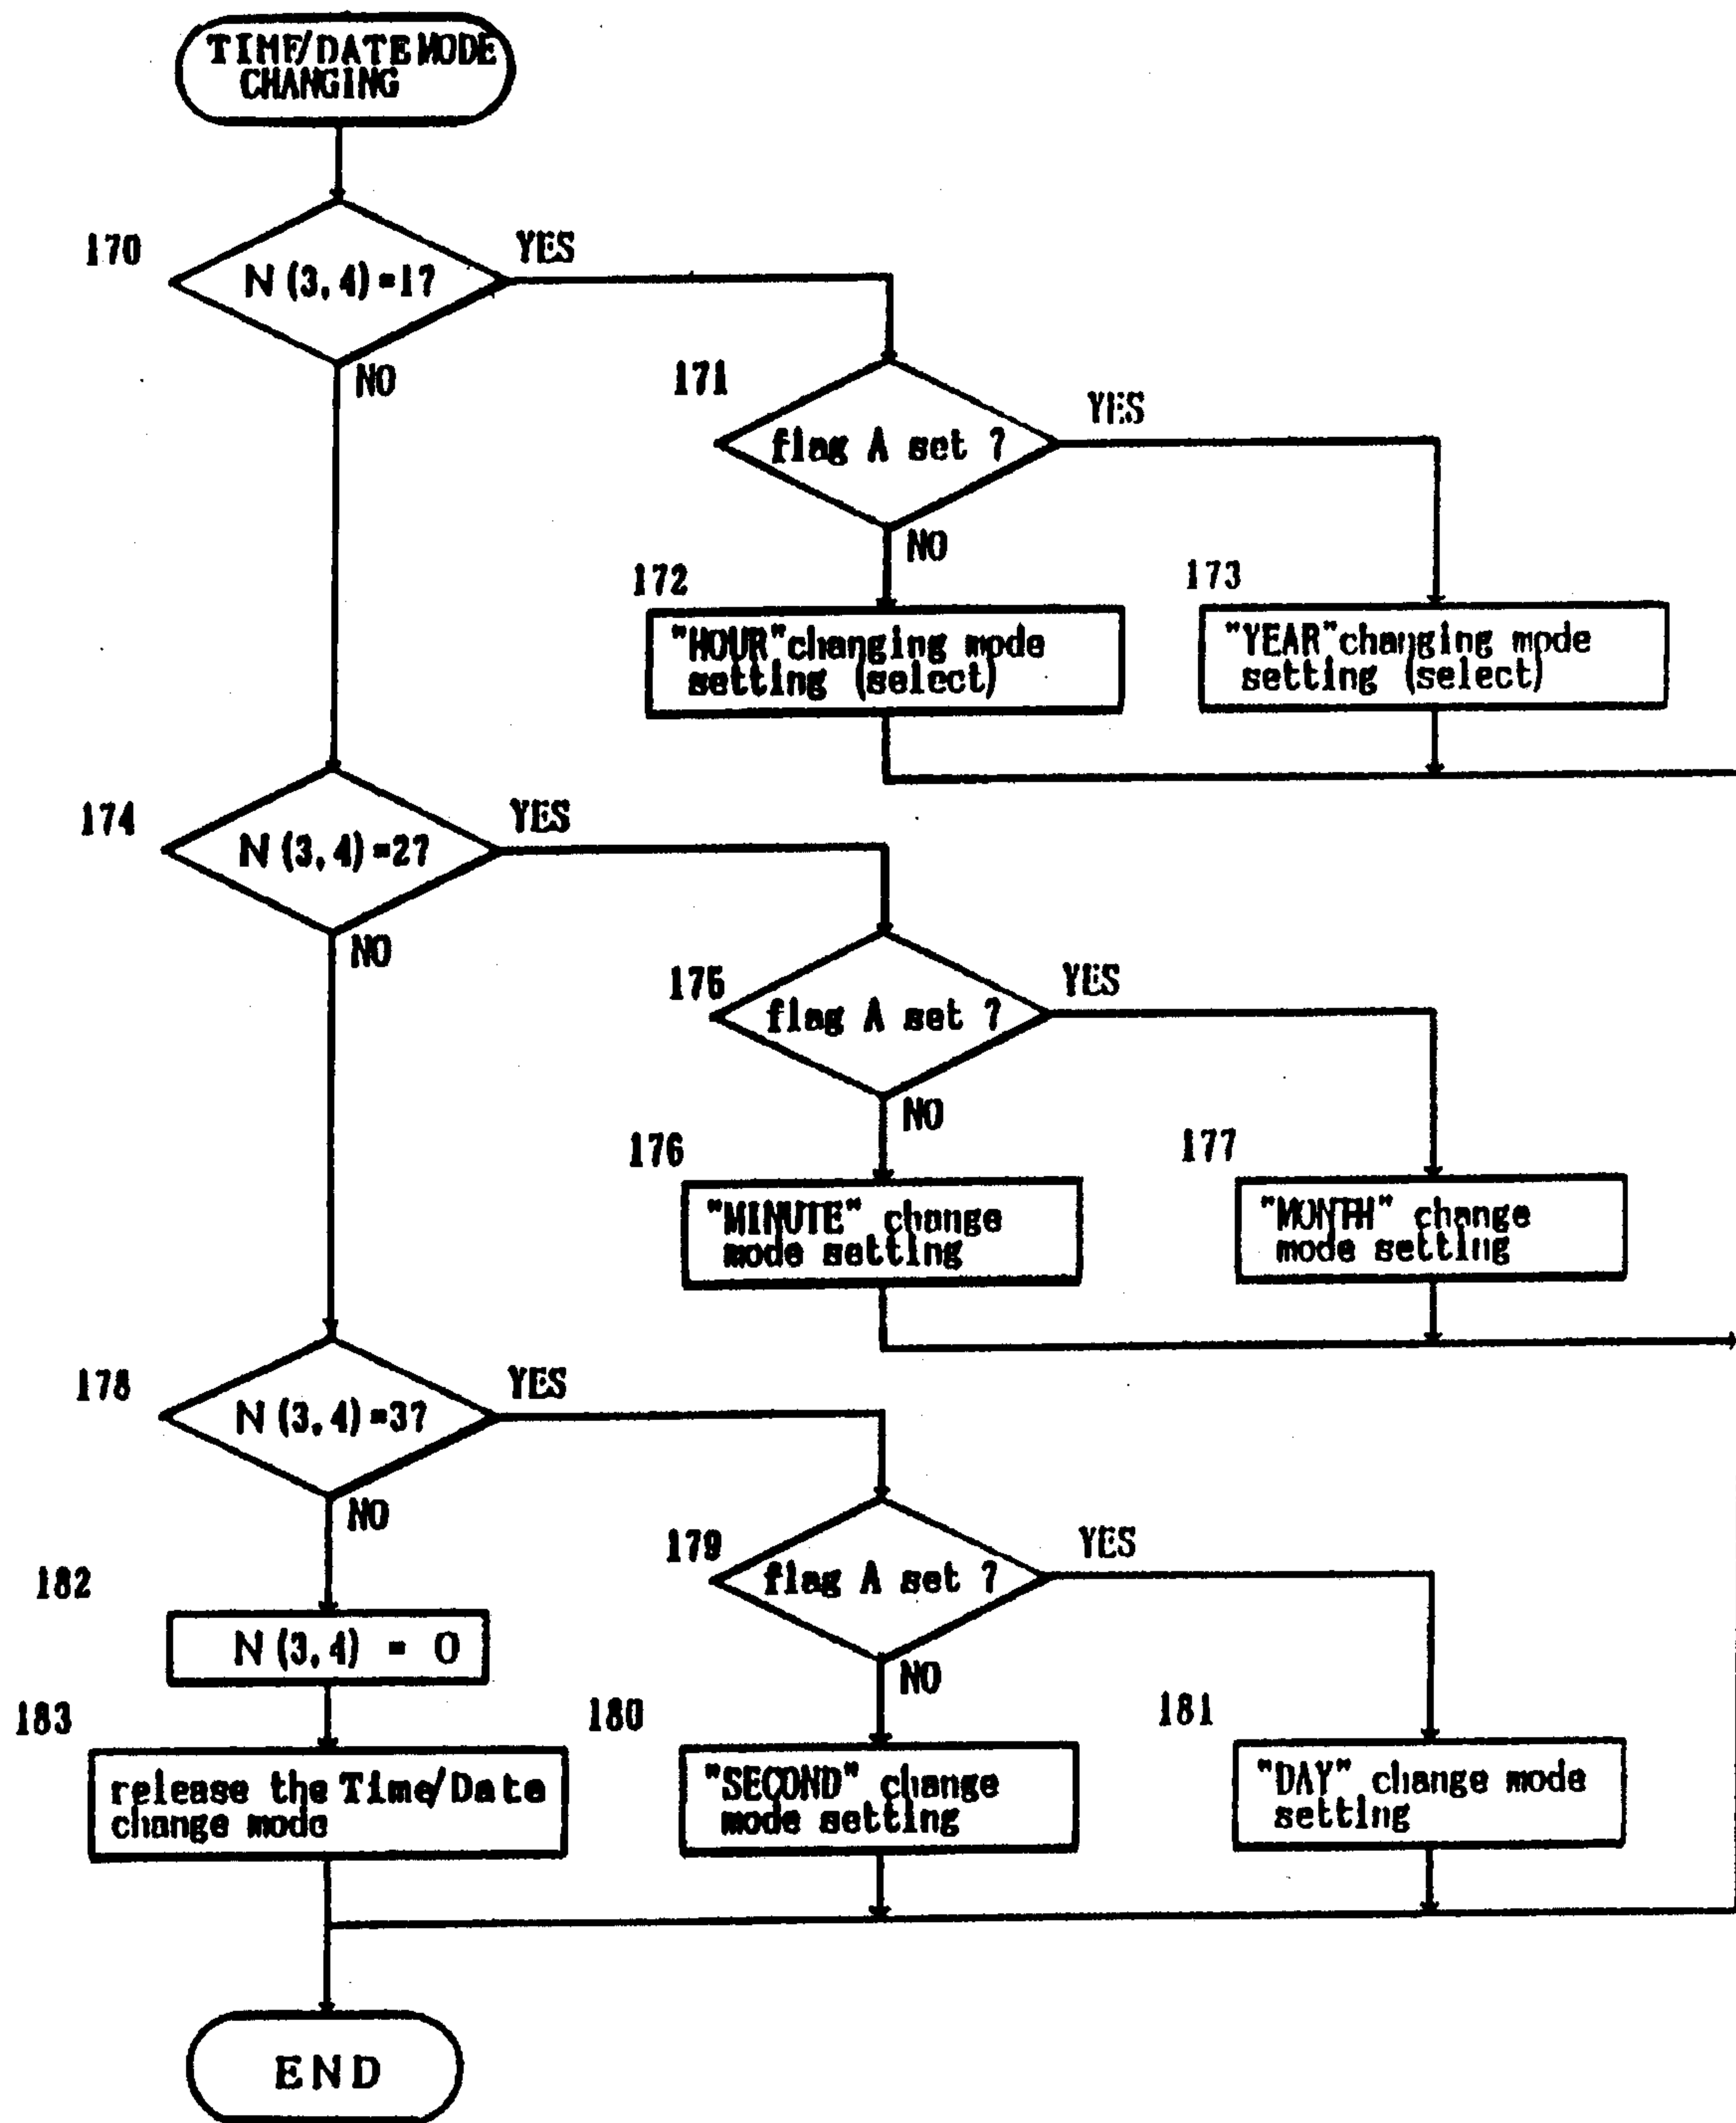 TIME/DATE MODE
CHANGING
170
N (3, 4) = 1?
YES
NO
171
flag A set ?
YES
NO
172
"HOUR" changing mode
setting (select)
173
"YEAR" changing mode
setting (select)
174
N (3, 4) = 2?
YES
NO
175
flag A set ?
YES
NO
176
"MINUTE" change
mode setting
177
"MONTH" change
mode setting
178
N (3, 4) = 3?
YES
NO
179
flag A set ?
YES
NO
182
N (3, 4) = 0
183
release the Time/Date
change mode
180
"SECOND" change
mode setting
181
"DAY" change mode
setting
END